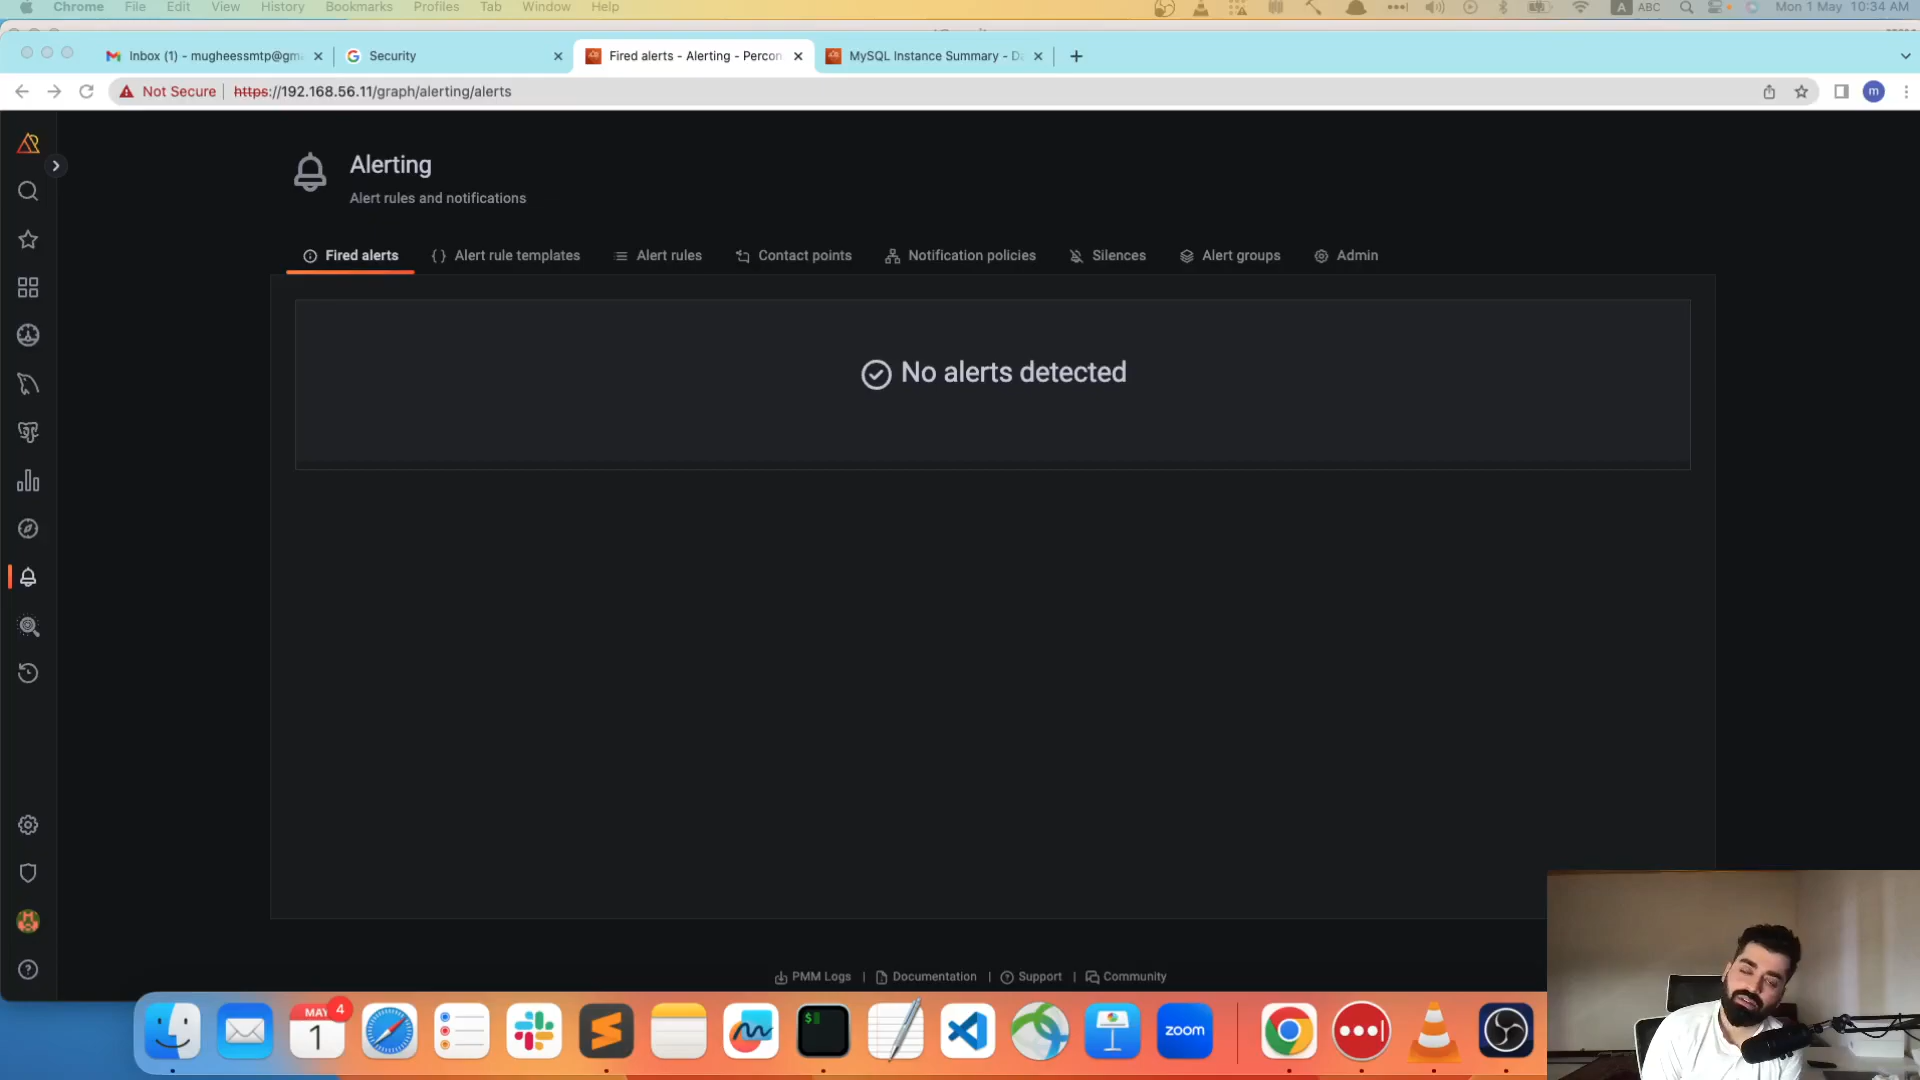 Chrome File Edit View History Bookmarks Profiles Tab Window Help
A ABC Mon 1 May 10:34 AM
Inbox (1) - mugheessmtp@gm
Security
Fired alerts - Alerting - Percon
MySQL Instance Summary - D
Not Secure https://192.168.56.11/graph/alerting/alerts
m
Alerting
Alert rules and notifications
Fired alerts
Alert rule templates
Alert rules
Contact points
Notification policies
Silences
Alert groups
Admin
No alerts detected
PMM Logs | Documentation | Support | Community
MAY 4
1
$
zoom